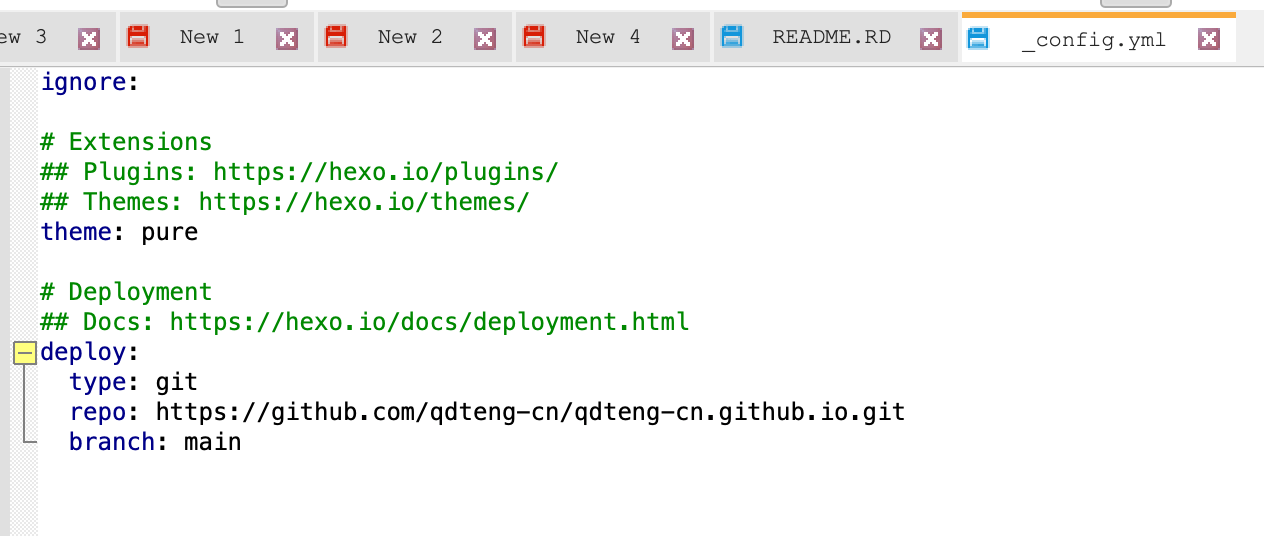 ew 3
New 1
New 2
New 4
README.RD
_config.yml
ignore:
# Extensions
## Plugins: https://hexo.io/plugins/
## Themes: https://hexo.io/themes/
theme: pure
# Deployment
## Docs: https://hexo.io/docs/deployment.html
deploy:
  type: git
  repo: https://github.com/qdteng-cn/qdteng-cn.github.io.git
  branch: main